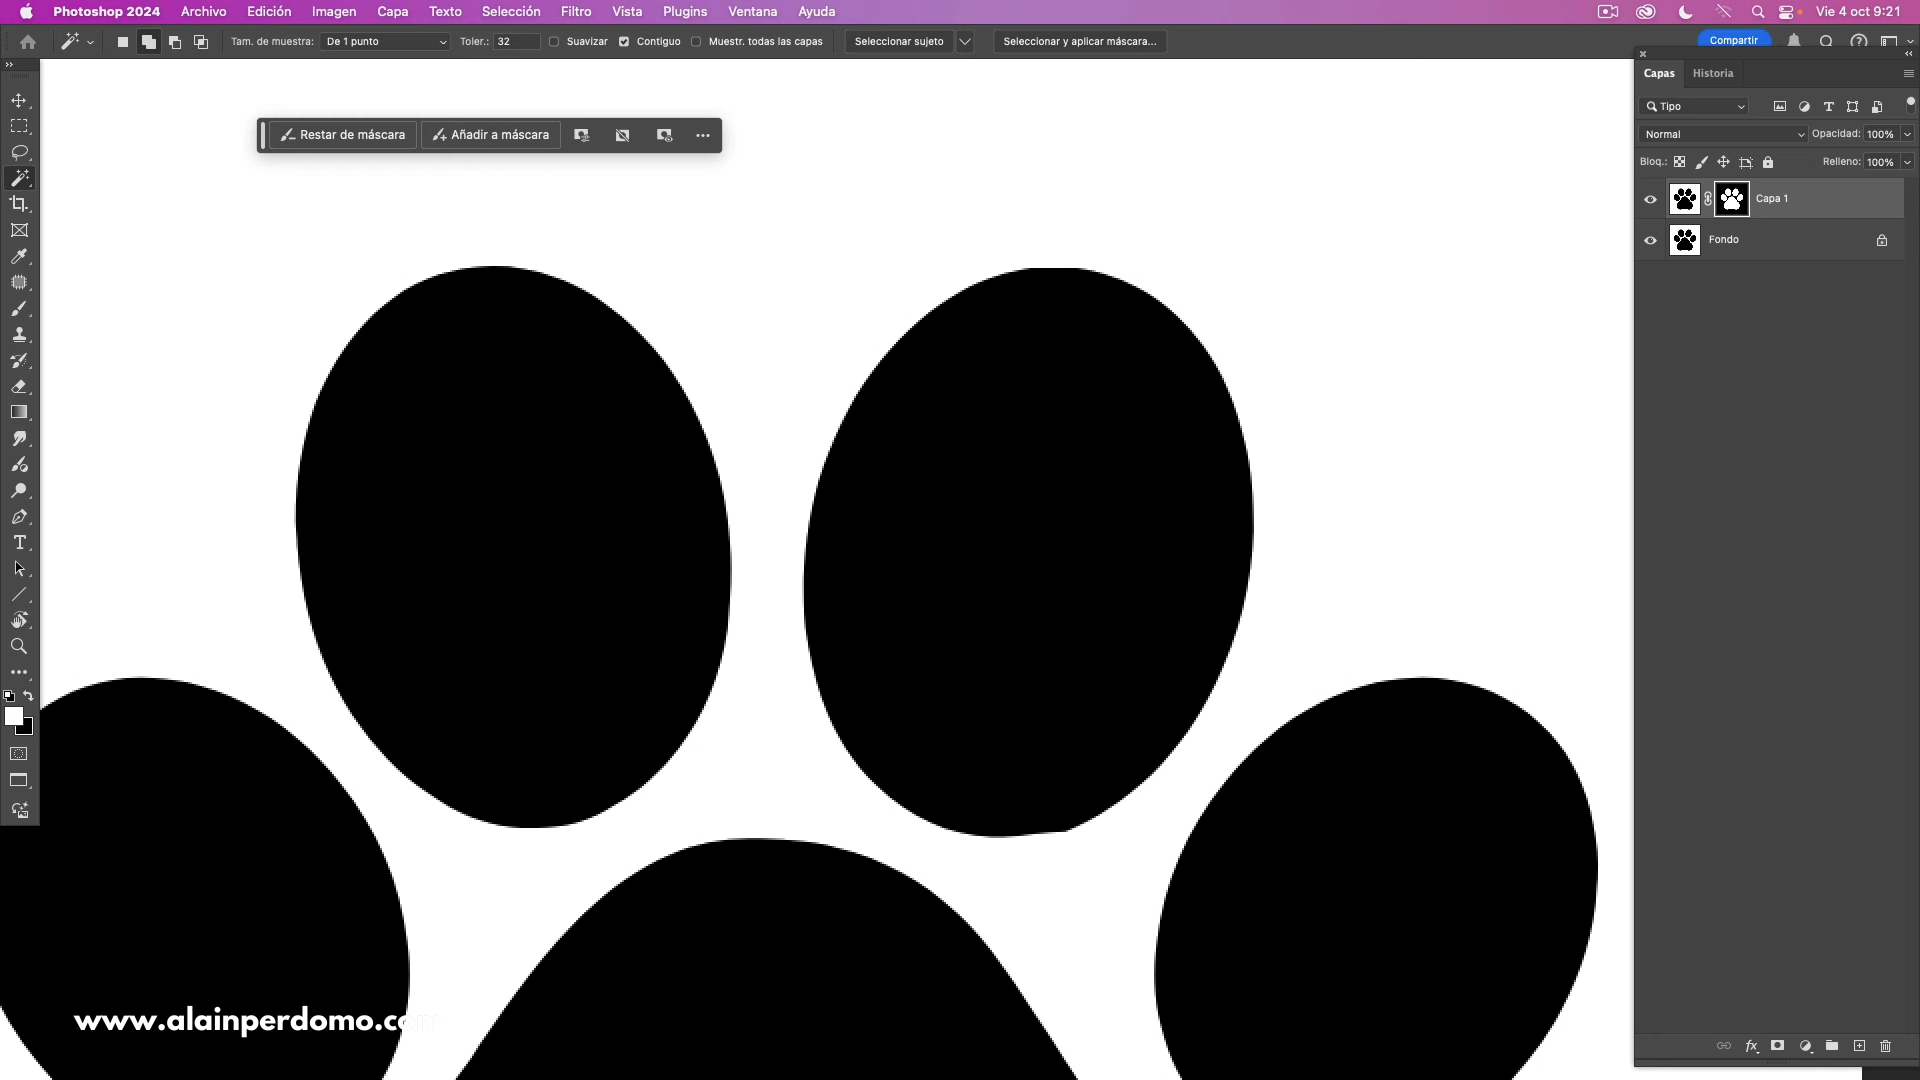 Photoshop 2024 Archivo Edición Imagen Capa Texto Selección Filtro Vista Plugins Ventana Ayuda Vie 4 oct 9:21
Tam. de muestra: De 1 punto Toler.: 32 Suavizar Contiguo Muestr. todas las capas Seleccionar sujeto Seleccionar y aplicar máscara... Compartir
Capas Historia
Tipo
Restar de máscara Añadir a máscara
Normal Opacidad: 100%
Bloq.: Relleno: 100%
Capa 1
Fondo
www.alainperdomo.com